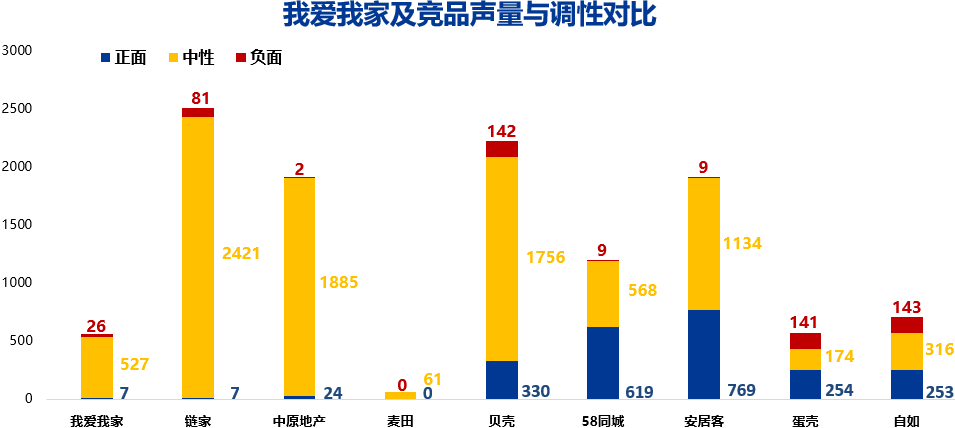 我爱我家及竞品声量与调性对比
正面 中性 负面
3000
2500
2000
1500
1000
500
0
26 527 7
81 2421 7
2 1885 24
0 61 0
142 1756 330
9 568 619
9 1134 769
141 174 254
143 316 253
我爱我家 链家 中原地产 麦田 贝壳 58同城 安居客 蛋壳 自如